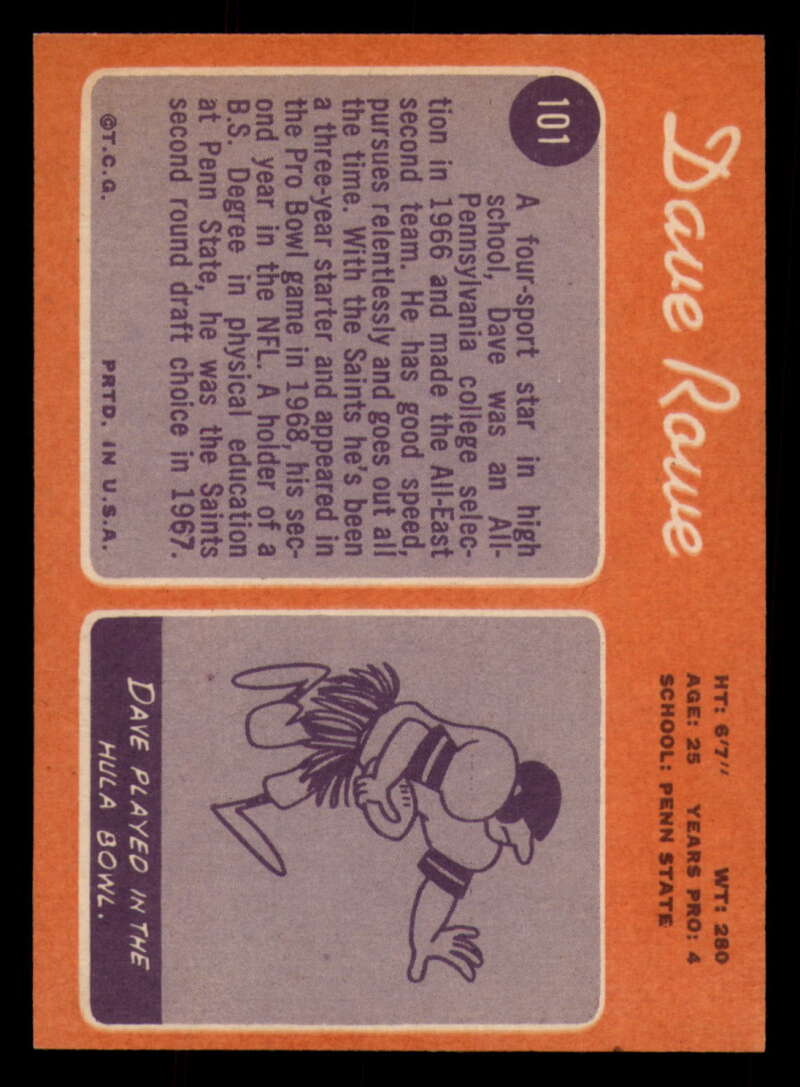 Dave Rowe
HT: 6'7" WT: 280
AGE: 25 YEARS PRO: 4
SCHOOL: PENN STATE
101
A four-sport star in high
school, Dave was an All-
Pennsylvania college selec-
tion in 1966 and made the All-East
second team. He has good speed,
pursues relentlessly and goes out all
the time. With the Saints he's been
a three-year starter and appeared in
the Pro Bowl game in 1968, his sec-
ond year in the NFL. A holder of a
B.S. Degree in physical education
at Penn State, he was the Saints
second round draft choice in 1967.
©T.C.G. PRTD. IN U.S.A.
DAVE PLAYED IN THE
HULA BOWL.